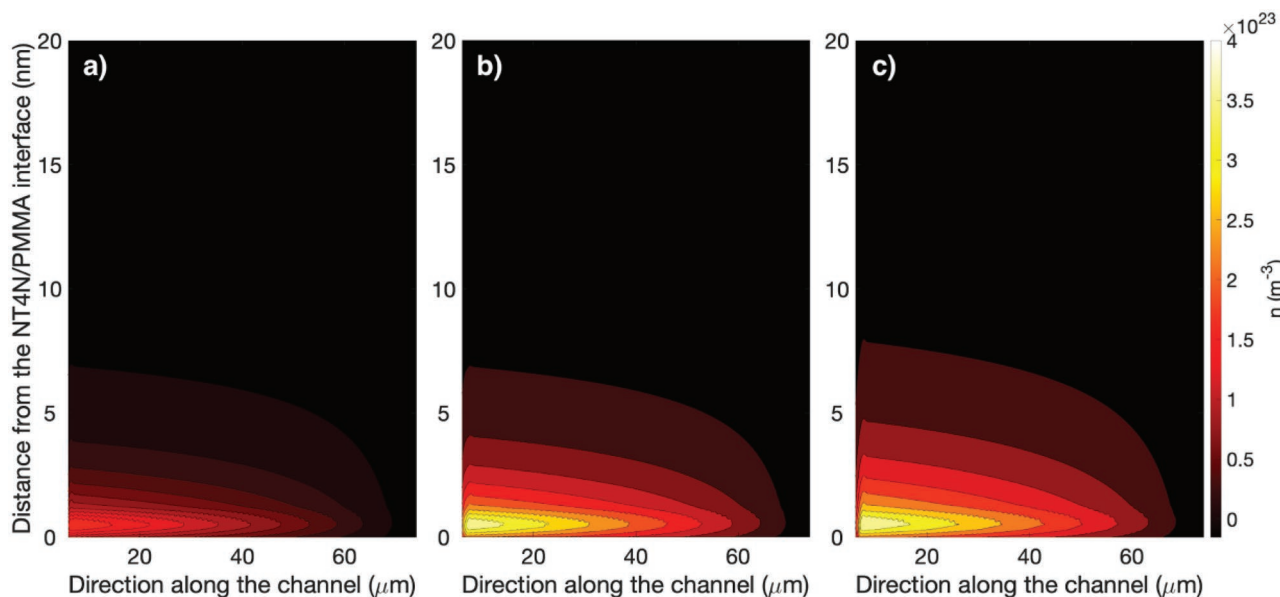 ×10²³
a)
b)
c)
Distance from the NT4N/PMMA interface (nm)
20
15
10
5
0
20
15
10
5
0
20
15
10
5
0
4
3.5
3
2.5
2
1.5
1
0.5
0
n (m⁻³)
20 40 60
20 40 60
20 40 60
Direction along the channel (μm)
Direction along the channel (μm)
Direction along the channel (μm)